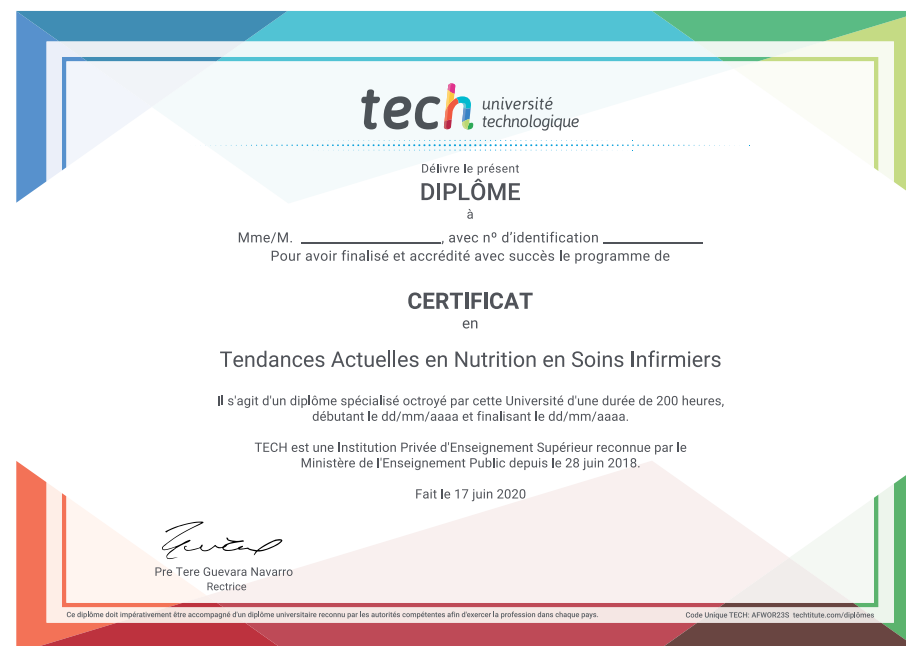 tech université
technologique
Délivre le présent
DIPLÔME
à
Mme/M. ____________________, avec nº d'identification ______________
Pour avoir finalisé et accrédité avec succès le programme de
CERTIFICAT
en
Tendances Actuelles en Nutrition en Soins Infirmiers
Il s'agit d'un diplôme spécialisé octroyé par cette Université d'une durée de 200 heures,
débutant le dd/mm/aaaa et finalisant le dd/mm/aaaa.
TECH est une Institution Privée d'Enseignement Supérieur reconnue par le
Ministère de l'Enseignement Public depuis le 28 juin 2018.
Fait le 17 juin 2020
Pre Tere Guevara Navarro
Rectrice
Ce diplôme doit impérativement être accompagné d'un diplôme universitaire reconnu par les autorités compétentes afin d'exercer la profession dans chaque pays.
Code Unique TECH: AFWOR23S techtitute.com/diplômes